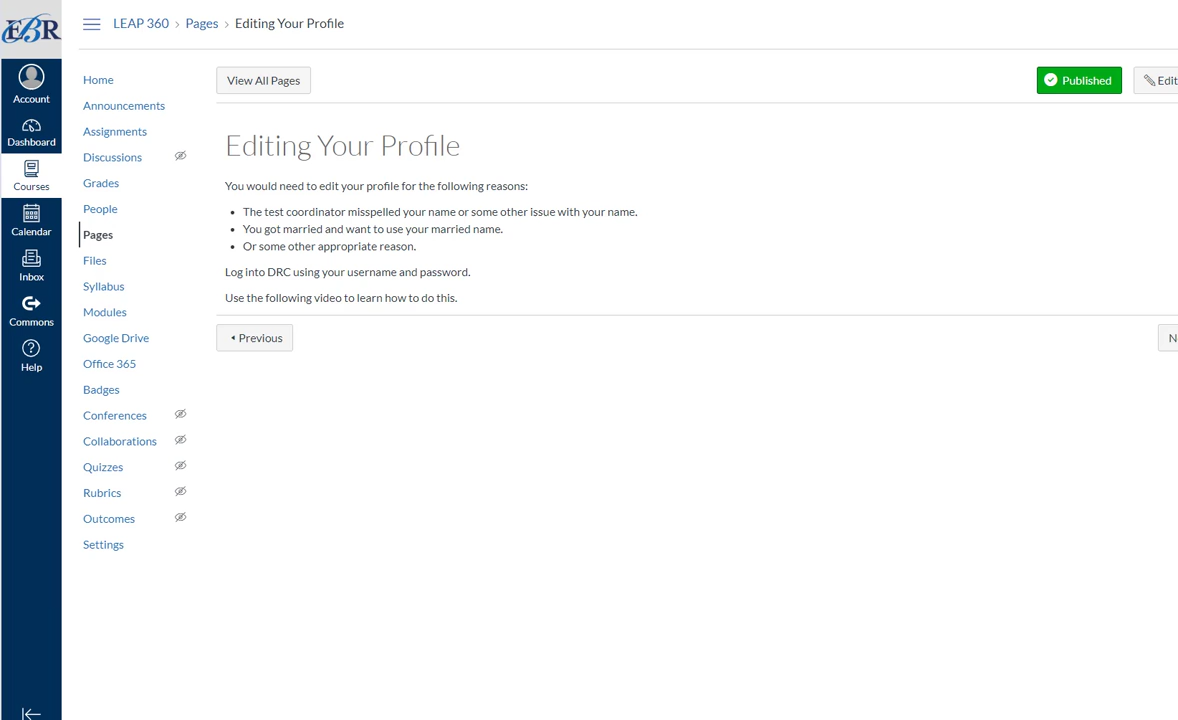 EBR
LEAP 360 › Pages › Editing Your Profile
Account
Dashboard
Courses
Calendar
Inbox
Commons
Help
Home
Announcements
Assignments
Discussions
Grades
People
Pages
Files
Syllabus
Modules
Google Drive
Office 365
Badges
Conferences
Collaborations
Quizzes
Rubrics
Outcomes
Settings
View All Pages
Published
Edit
Editing Your Profile
You would need to edit your profile for the following reasons:
• The test coordinator misspelled your name or some other issue with your name.
• You got married and want to use your married name.
• Or some other appropriate reason.
Log into DRC using your username and password.
Use the following video to learn how to do this.
Previous